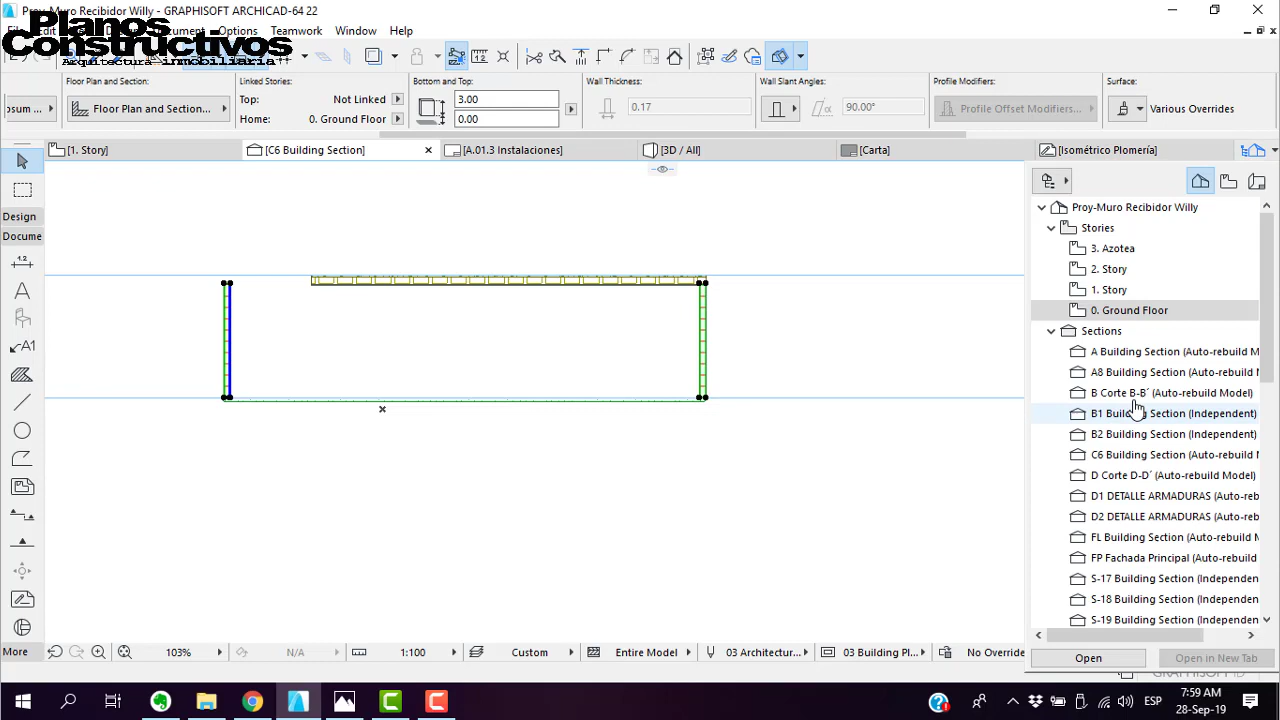 Proy-Muro Recibidor Willy - GRAPHISOFT ARCHICAD-64 22
Planos
Constructivos
Arquitectura inmobiliaria
Options Teamwork Window Help
Floor Plan and Section: Linked Stories: Bottom and Top: Wall Thickness: Wall Slant Angles: Profile Modifiers: Surface:
osum ... Floor Plan and Section... Top: Not Linked 3.00 0.17 90.00° Profile Offset Modifiers... Various Overrides
Home: 0. Ground Floor 0.00
[1. Story] [C6 Building Section] [A.01.3 Instalaciones] [3D / All] [Carta] [Isométrico Plomería]
Design
Docume
1.2
A
A1
More
Proy-Muro Recibidor Willy
Stories
3. Azotea
2. Story
1. Story
0. Ground Floor
Sections
A Building Section (Auto-rebuild M
A8 Building Section (Auto-rebuild
B Corte B-B´ (Auto-rebuild Model)
B1 Building Section (Independent)
B2 Building Section (Independent)
C6 Building Section (Auto-rebuild
D Corte D-D´ (Auto-rebuild Model)
D1 DETALLE ARMADURAS (Auto-reb
D2 DETALLE ARMADURAS (Auto-reb
FL Building Section (Auto-rebuild M
FP Fachada Principal (Auto-rebuild
S-17 Building Section (Independen
S-18 Building Section (Independen
S-19 Building Section (Independen
Open Open in New Tab
103% N/A 1:100 Custom Entire Model 03 Architectur... 03 Building Pl... No Override
ESP 7:59 AM
28-Sep-19